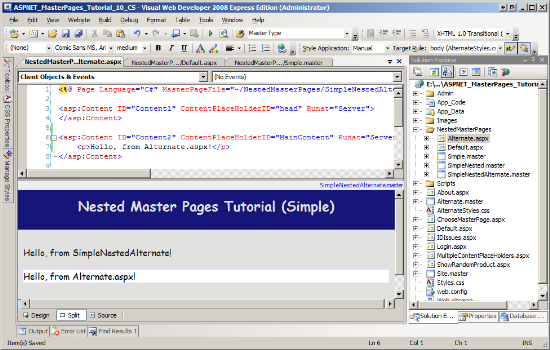 ASPNET_MasterPages_Tutorial_10_CS - Visual Web Developer 2008 Express Edition (Administrator)
File Edit View Website Build Debug Format Table Tools Window Help
Master Type
XHTML 1.0 Transitional (
(None) Comic Sans MS, Ari medium B I U A Style Application: Manual Target Rule: body (AlternateStyles.c
Toolbox
CSS Properties
Manage Styles
NestedMasterP...lternate.aspx NestedMasterP.../Default.aspx NestedMasterP.../Simple.master
Client Objects & Events (No Events)
1 <%@ Page Language="C#" MasterPageFile="~/NestedMasterPages/SimpleNestedAlte
2
3 <asp:Content ID="Content1" ContentPlaceHolderID="head" Runat="Server">
4 </asp:Content>
5
6 <asp:Content ID="Content2" ContentPlaceHolderID="MainContent" Runat="Server
7 <p>Hello, from Alternate.aspx!</p>
8 </asp:Content>
SimpleNestedAlternate.master
Nested Master Pages Tutorial (Simple)
Hello, from SimpleNestedAlternate!
Hello, from Alternate.aspx!
Design Split Source
Output Error List Find Results 1
Item(s) Saved Ln 6 Col 1 Ch 1 INS
Solution Explorer
E:\...\ASPNET_MasterPages_Tutoria
Admin
App_Code
App_Data
Images
NestedMasterPages
Alternate.aspx
Default.aspx
Simple.master
SimpleNested.master
SimpleNestedAlternate.master
Scripts
About.aspx
Alternate.master
AlternateStyles.css
ChooseMasterPage.aspx
Default.aspx
IDIssues.aspx
Login.aspx
MultipleContentPlaceHolders.aspx
ShowRandomProduct.aspx
Site.master
Styles.css
web.config
Web.sitemap
Solution E... Properties Database ...